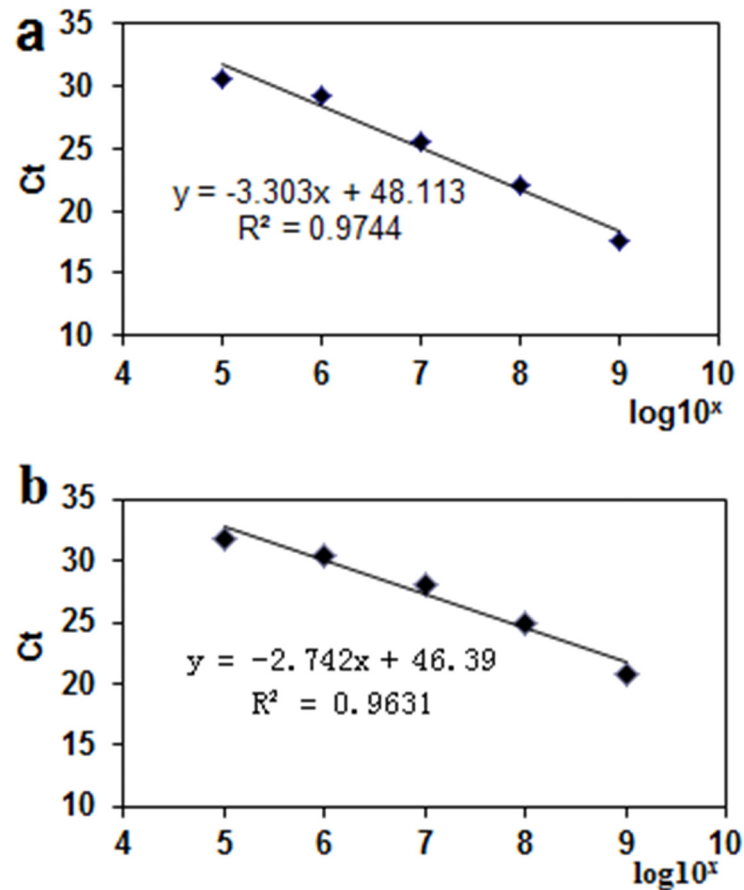 a
35
30
25
20
15
10
Ct
y = -3.303x + 48.113
R² = 0.9744
4 5 6 7 8 9 10
log10ˣ
b
35
30
25
20
15
10
Ct
y = -2.742x + 46.39
R² = 0.9631
4 5 6 7 8 9 10
log10ˣ